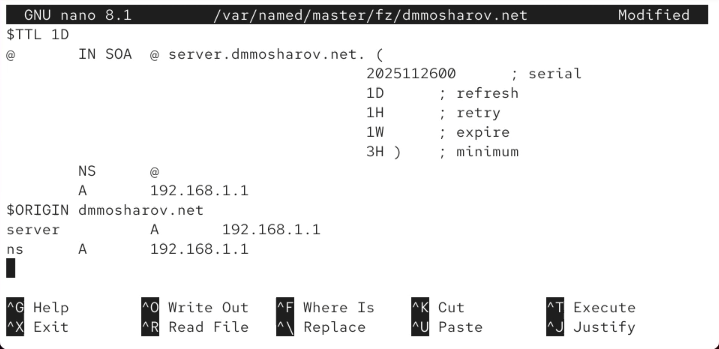 GNU nano 8.1 /var/named/master/fz/dmmosharov.net Modified
$TTL 1D
@ IN SOA @ server.dmmosharov.net. (
2025112600 ; serial
1D ; refresh
1H ; retry
1W ; expire
3H ) ; minimum
NS @
A 192.168.1.1
$ORIGIN dmmosharov.net
server A 192.168.1.1
ns A 192.168.1.1
^G Help ^O Write Out ^F Where Is ^K Cut ^T Execute
^X Exit ^R Read File ^\ Replace ^U Paste ^J Justify